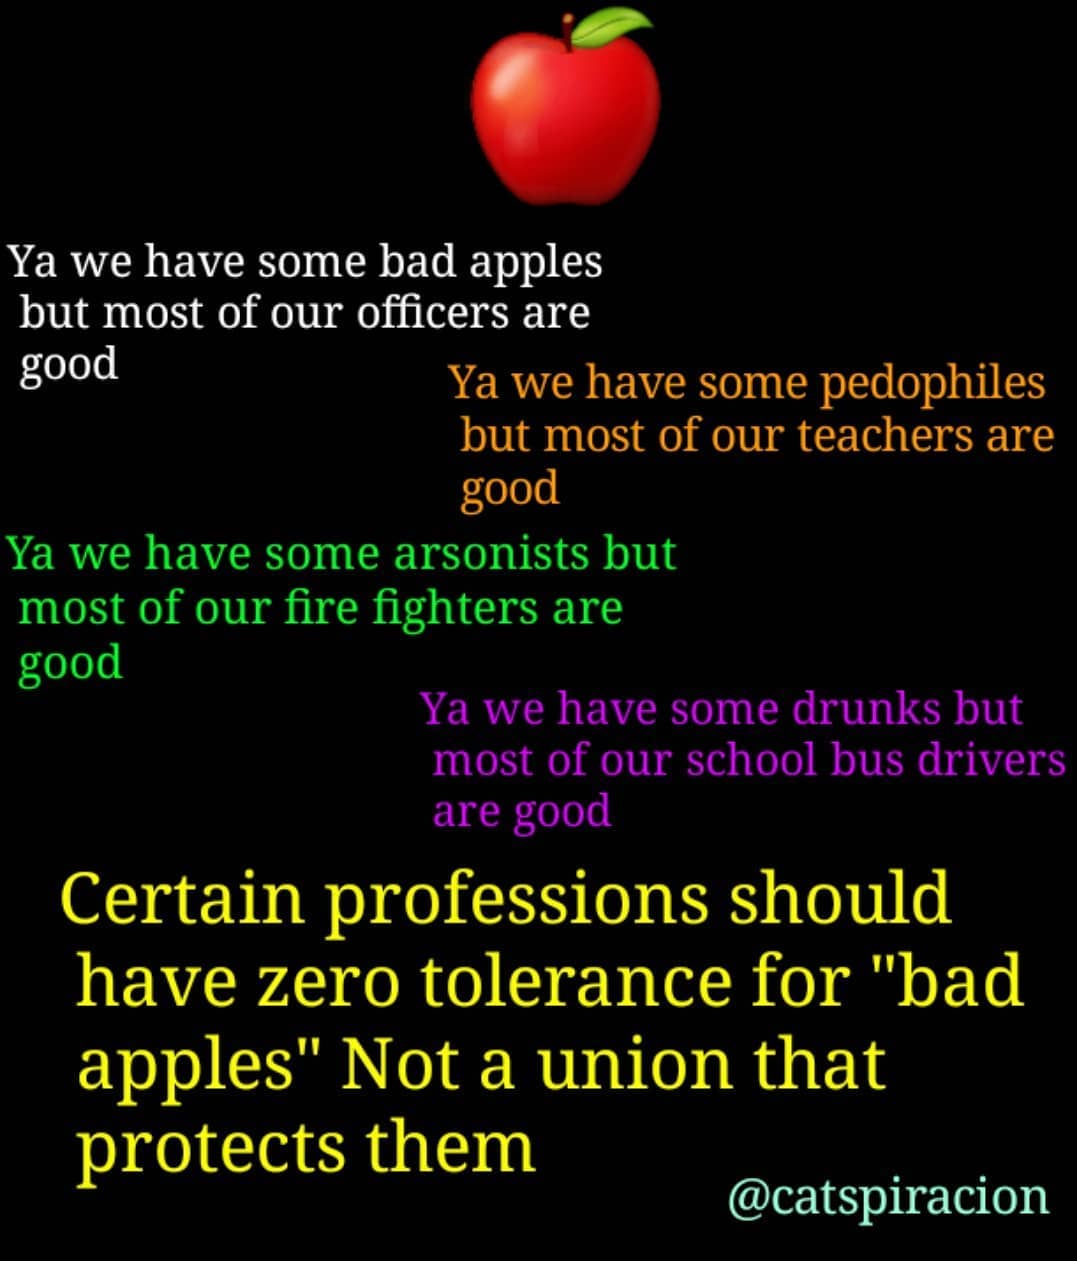 Ya we have some bad apples
but most of our officers are
good
Ya we have some pedophiles
but most of our teachers are
good
Ya we have some arsonists but
most of our fire fighters are
good
Ya we have some drunks but
most of our school bus drivers
are good
Certain professions should
have zero tolerance for "bad
apples" Not a union that
protects them
@catspiracion